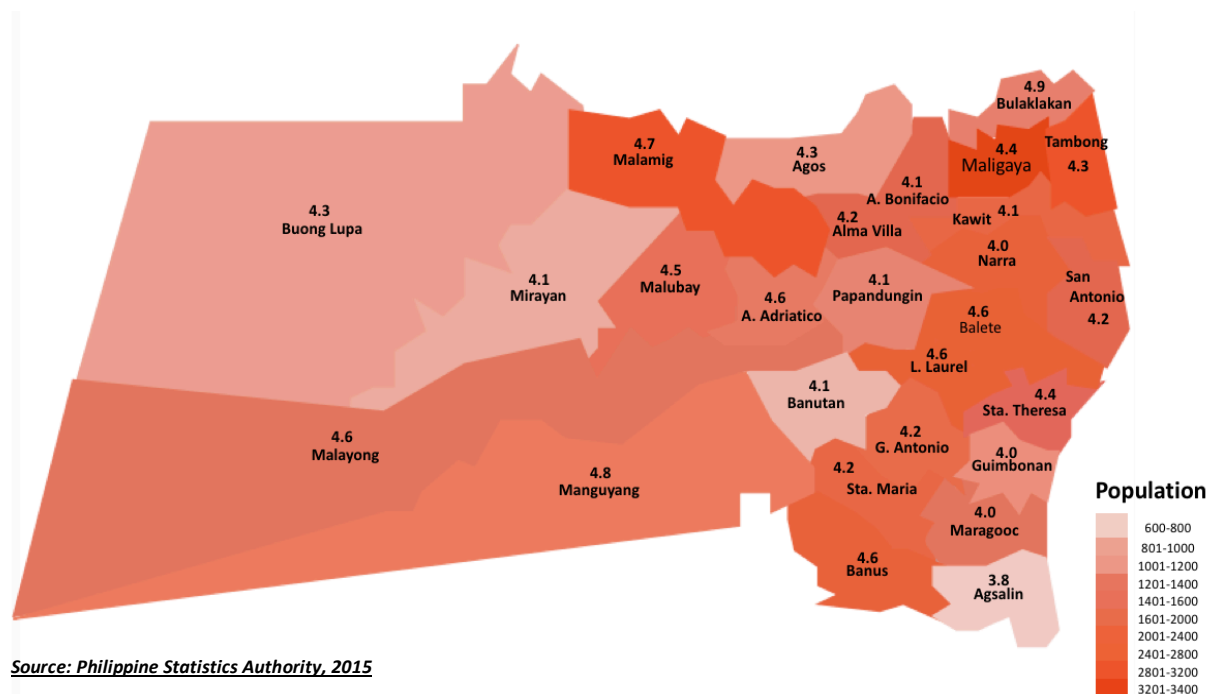 4.9
Bulaklakan
4.7
Malamig
4.3
Agos
4.4
Maligaya
Tambong
4.3
4.1
A. Bonifacio
4.3
Buong Lupa
4.2
Alma Villa
Kawit 4.1
4.0
Narra
4.1
Mirayan
4.5
Malubay
4.6
A. Adriatico
4.1
Papandungin
San
Antonio
4.2
4.6
Balete
4.6
L. Laurel
4.1
Banutan
4.4
Sta. Theresa
4.6
Malayong
4.2
G. Antonio
4.0
Guimbonan
4.8
Manguyang
4.2
Sta. Maria
4.0
Maragooc
4.6
Banus
3.8
Agsalin
Population
600-800
801-1000
1001-1200
1201-1400
1401-1600
1601-2000
2001-2400
2401-2800
2801-3200
3201-3400
Source: Philippine Statistics Authority, 2015